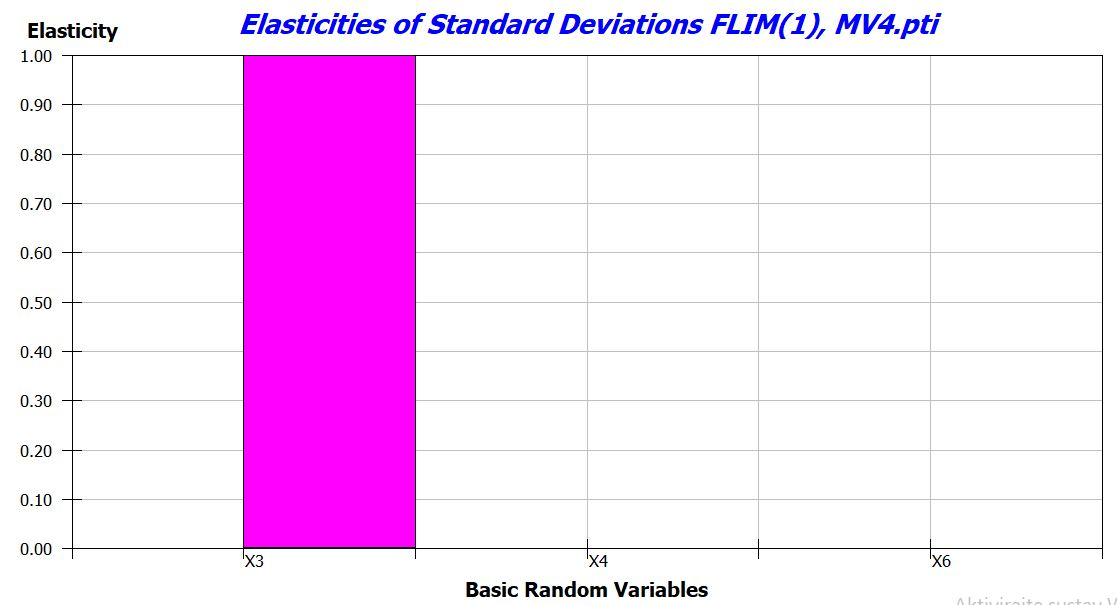 Elasticities of Standard Deviations FLIM(1), MV4.pti
Elasticity
1.00
0.90
0.80
0.70
0.60
0.50
0.40
0.30
0.20
0.10
0.00
X3 X4 X6
Basic Random Variables